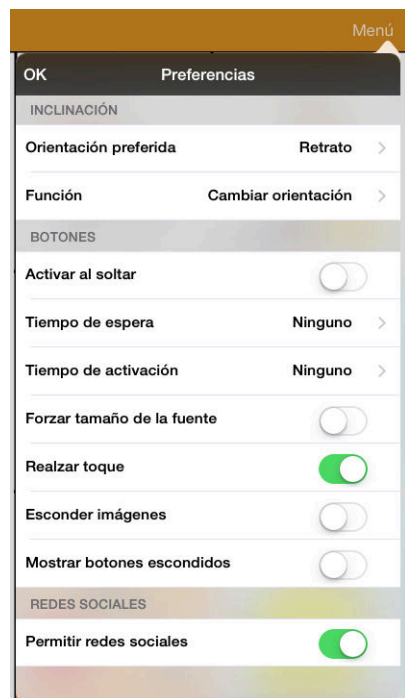 Menú
OK Preferencias
INCLINACIÓN
Orientación preferida Retrato
Función Cambiar orientación
BOTONES
Activar al soltar
Tiempo de espera Ninguno
Tiempo de activación Ninguno
Forzar tamaño de la fuente
Realzar toque
Esconder imágenes
Mostrar botones escondidos
REDES SOCIALES
Permitir redes sociales